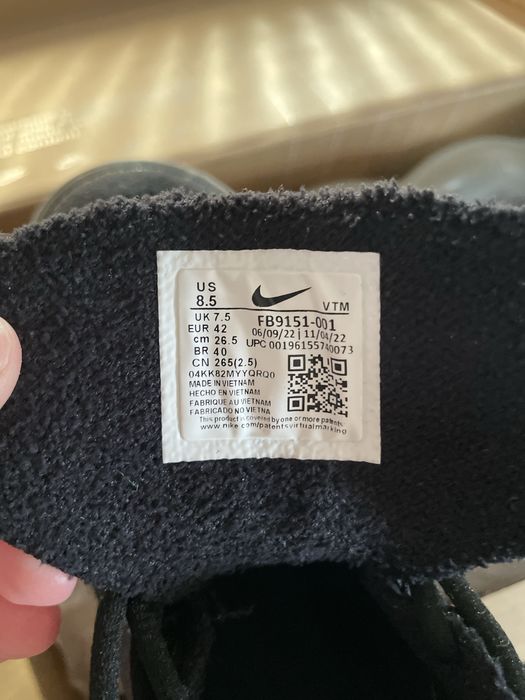 US
8.5
VTM
UK 7.5
FB9151-001
EUR 42
06/09/22 | 11/04/22
cm 26.5
UPC 00196155740073
BR 40
CN 265(2.5)
04KK82MYYQRQ0
MADE IN VIETNAM
HECHO EN VIETNAM
FABRIQUE AU VIETNAM
FABRICADO NO VIETNA
This product is covered by one or more patents
www.nike.com/patentsvirtualmarking